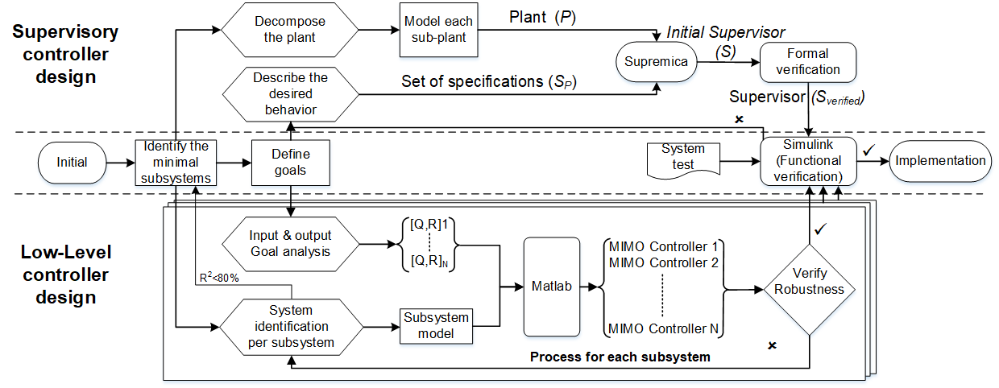 Supervisory
controller
design
Decompose
the plant
Model each
sub-plant
Plant (P)
Initial Supervisor
(S)
Supremica
Formal
verification
Describe the
desired
behavior
Set of specifications (SP)
Supervisor (Sverified)
Initial
Identify the
minimal
subsystems
Define
goals
System
test
Simulink
(Functional
verification)
Implementation
Low-Level
controller
design
Input & output
Goal analysis
[Q,R]1
[Q,R]N
R²<80%
System
identification
per subsystem
Subsystem
model
Matlab
MIMO Controller 1
MIMO Controller 2
MIMO Controller N
Verify
Robustness
Process for each subsystem